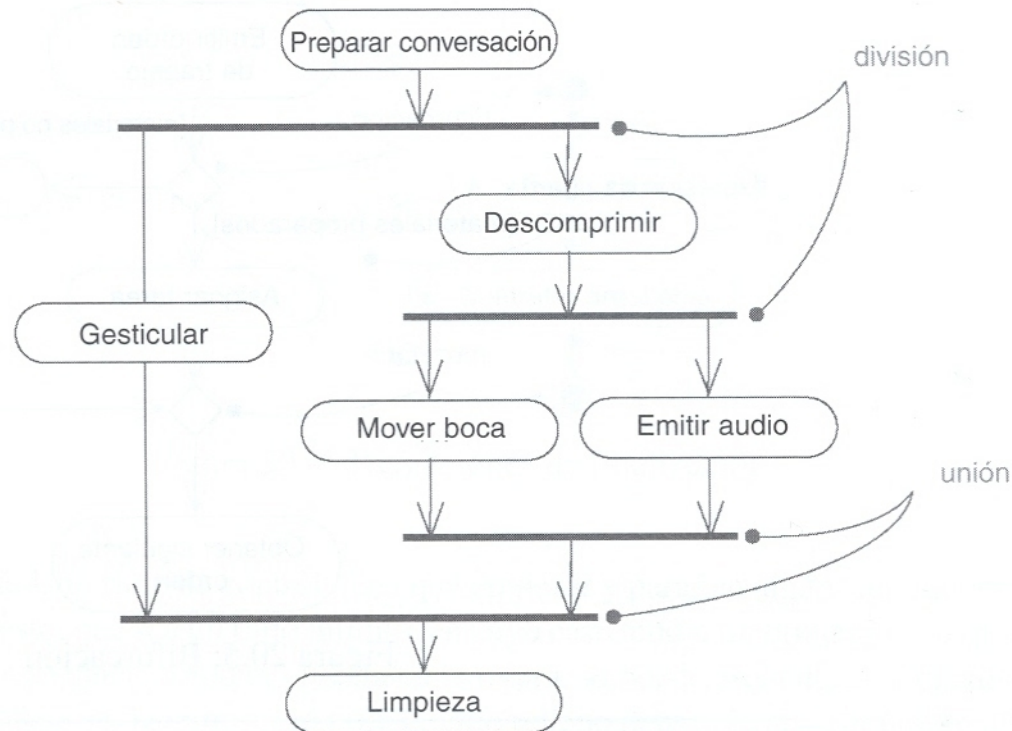 Preparar conversación
división
Descomprimir
Gesticular
Mover boca
Emitir audio
unión
Limpieza